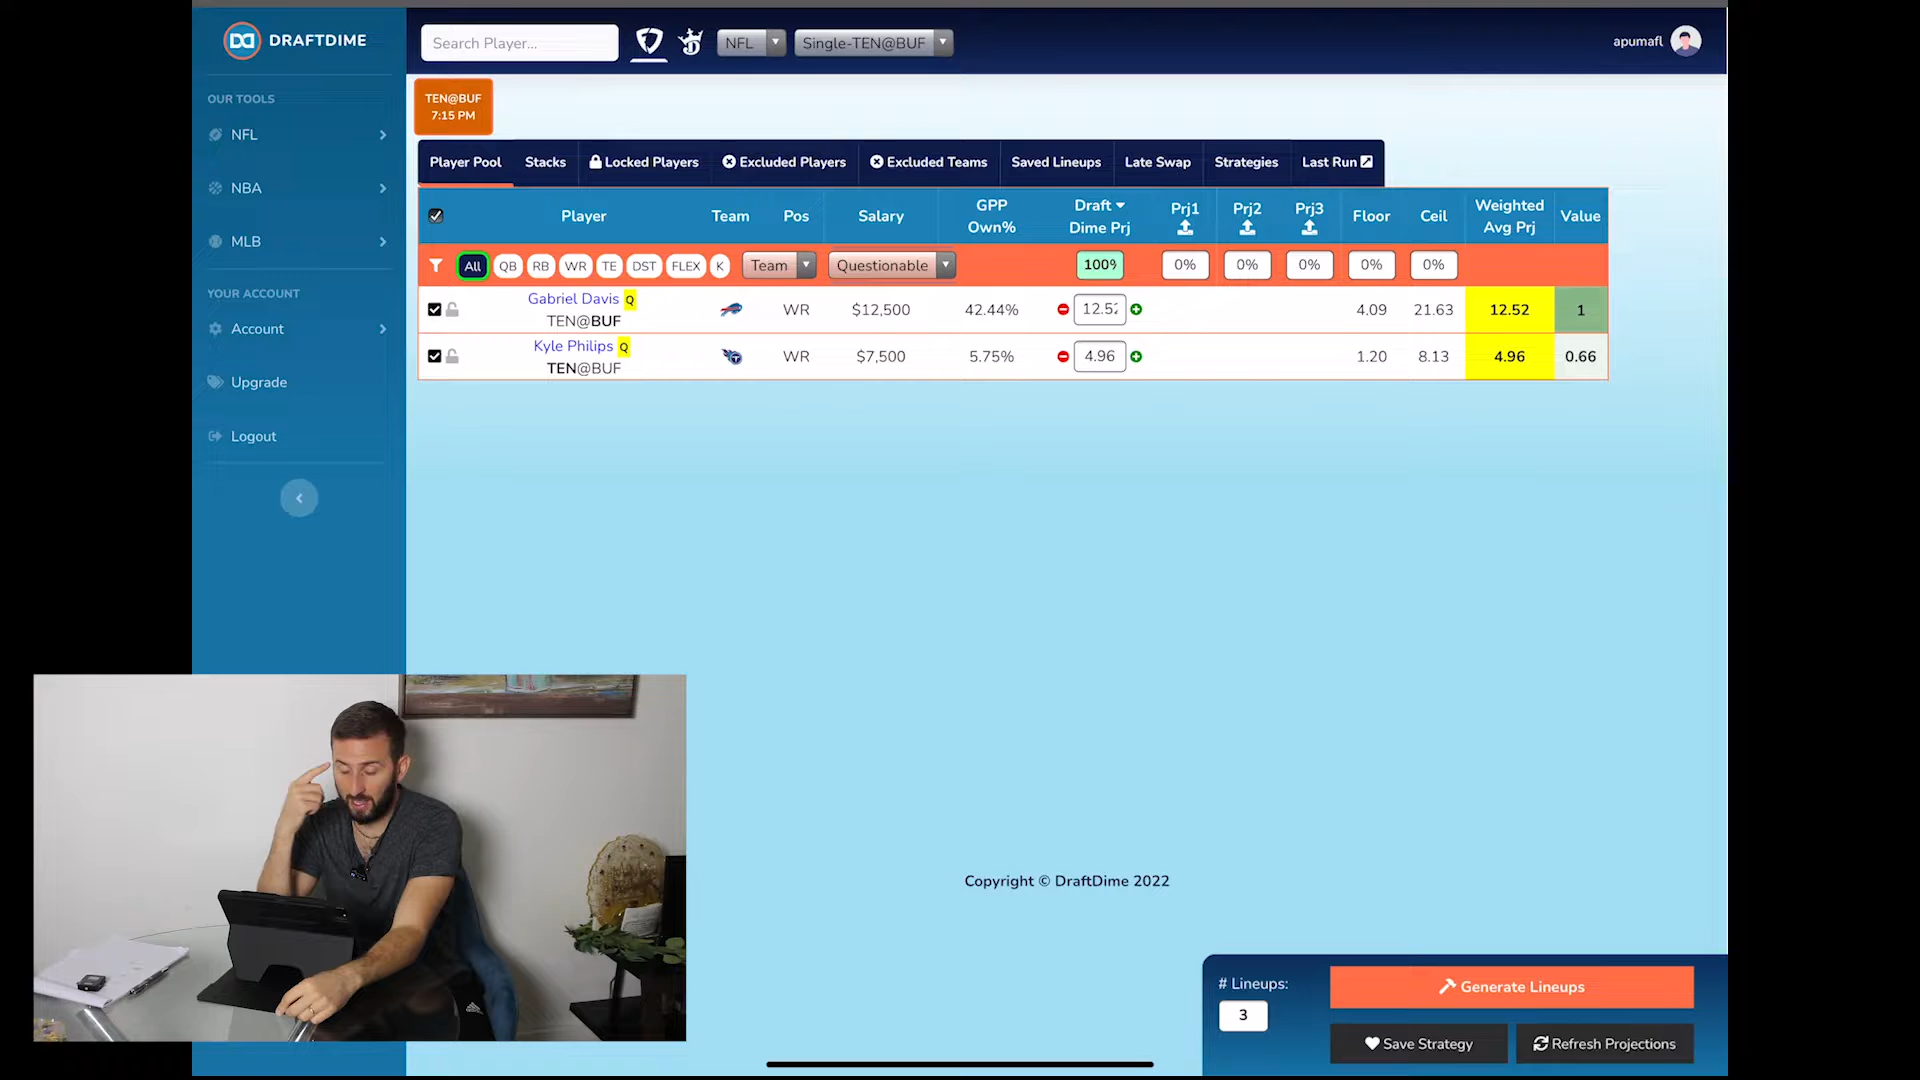 DRAFTDIME
Search Player...
NFL
Single-TEN@BUF
apumafl
OUR TOOLS
NFL
NBA
MLB
YOUR ACCOUNT
Account
Upgrade
Logout
TEN@BUF
7:15 PM
Player Pool
Stacks
Locked Players
Excluded Players
Excluded Teams
Saved Lineups
Late Swap
Strategies
Last Run
Player
Team
Pos
Salary
GPP
Own%
Draft
Dime Prj
Prj1
Prj2
Prj3
Floor
Ceil
Weighted
Avg Prj
Value
All
QB
RB
WR
TE
DST
FLEX
K
Team
Questionable
100%
0%
0%
0%
0%
0%
Gabriel Davis Q
TEN@BUF
WR
$12,500
42.44%
12.52
4.09
21.63
12.52
1
Kyle Philips Q
TEN@BUF
WR
$7,500
5.75%
4.96
1.20
8.13
4.96
0.66
Copyright © DraftDime 2022
# Lineups:
3
Generate Lineups
Save Strategy
Refresh Projections